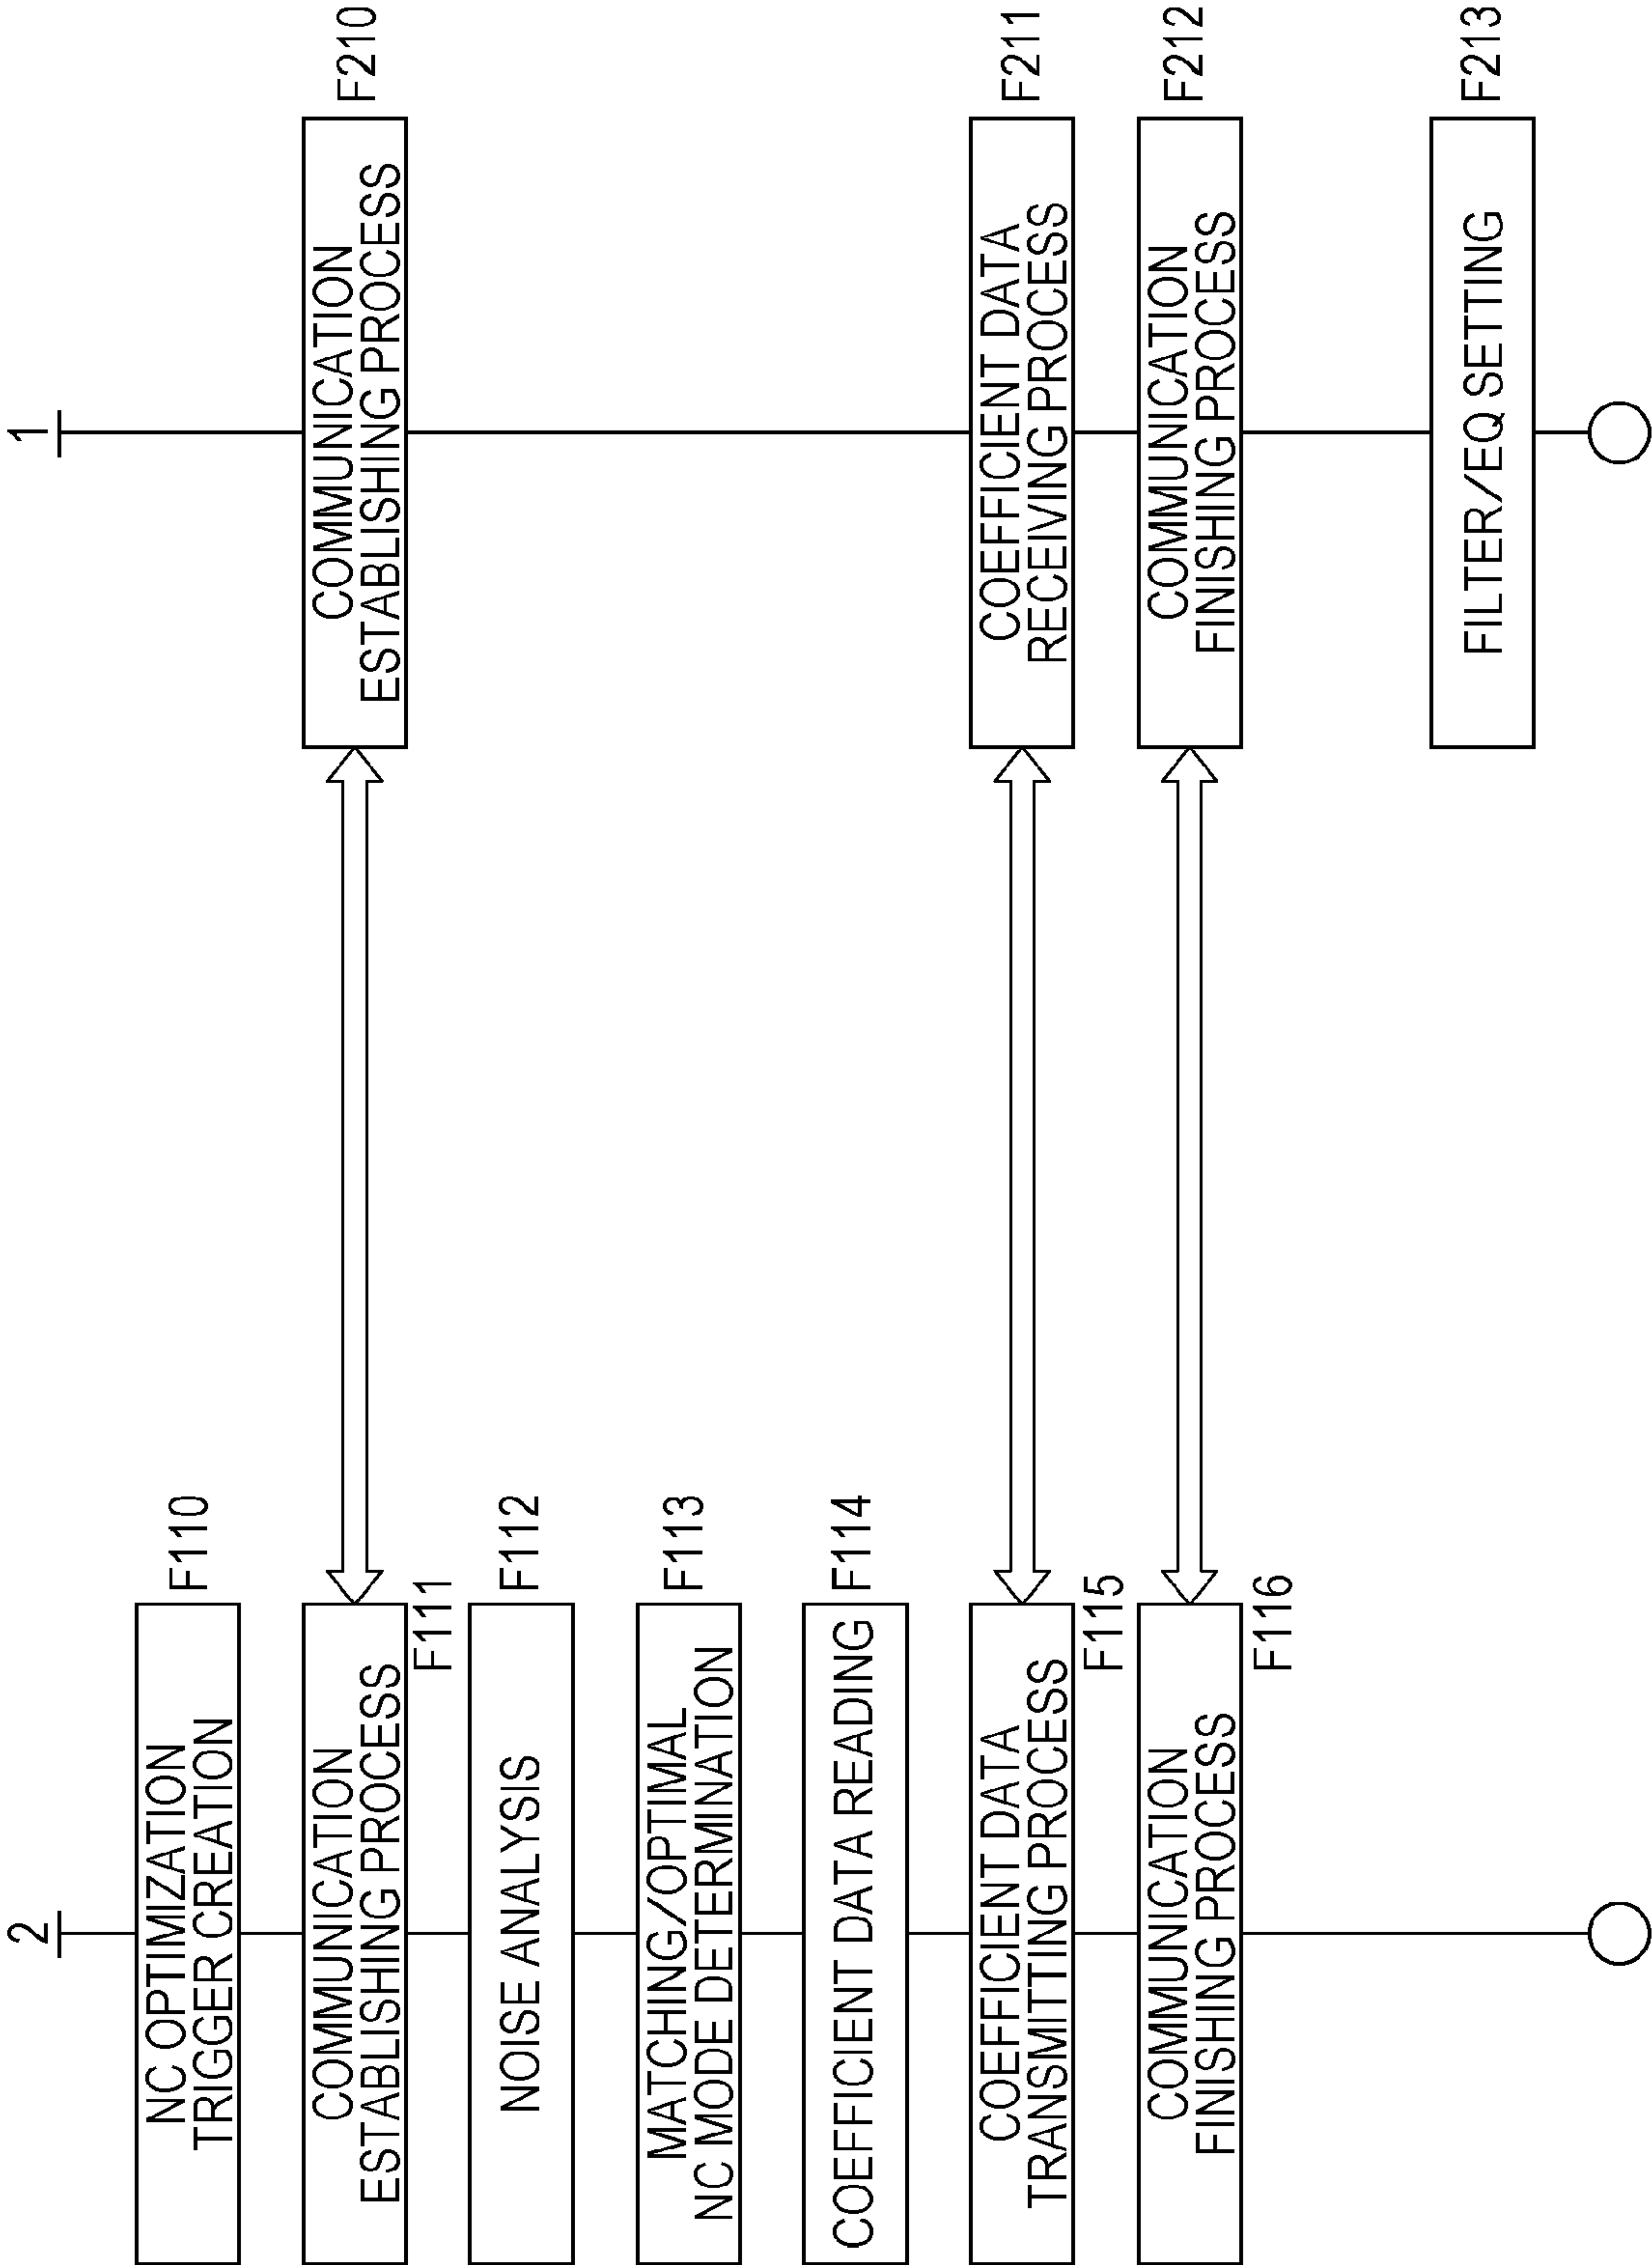 2
NC OPTIMIZATION
TRIGGER CREATION
F110
COMMUNICATION
ESTABLISHING PROCESS
F111
NOISE ANALYSIS
F112
MATCHING/OPTIMAL
NC MODE DETERMINATION
F113
COEFFICIENT DATA READING
F114
COEFFICIENT DATA
TRANSMITTING PROCESS
F115
COMMUNICATION
FINISHING PROCESS
F116
1
COMMUNICATION
ESTABLISHING PROCESS
F210
COEFFICIENT DATA
RECEIVING PROCESS
F211
COMMUNICATION
FINISHING PROCESS
F212
FILTER/EQ SETTING
F213